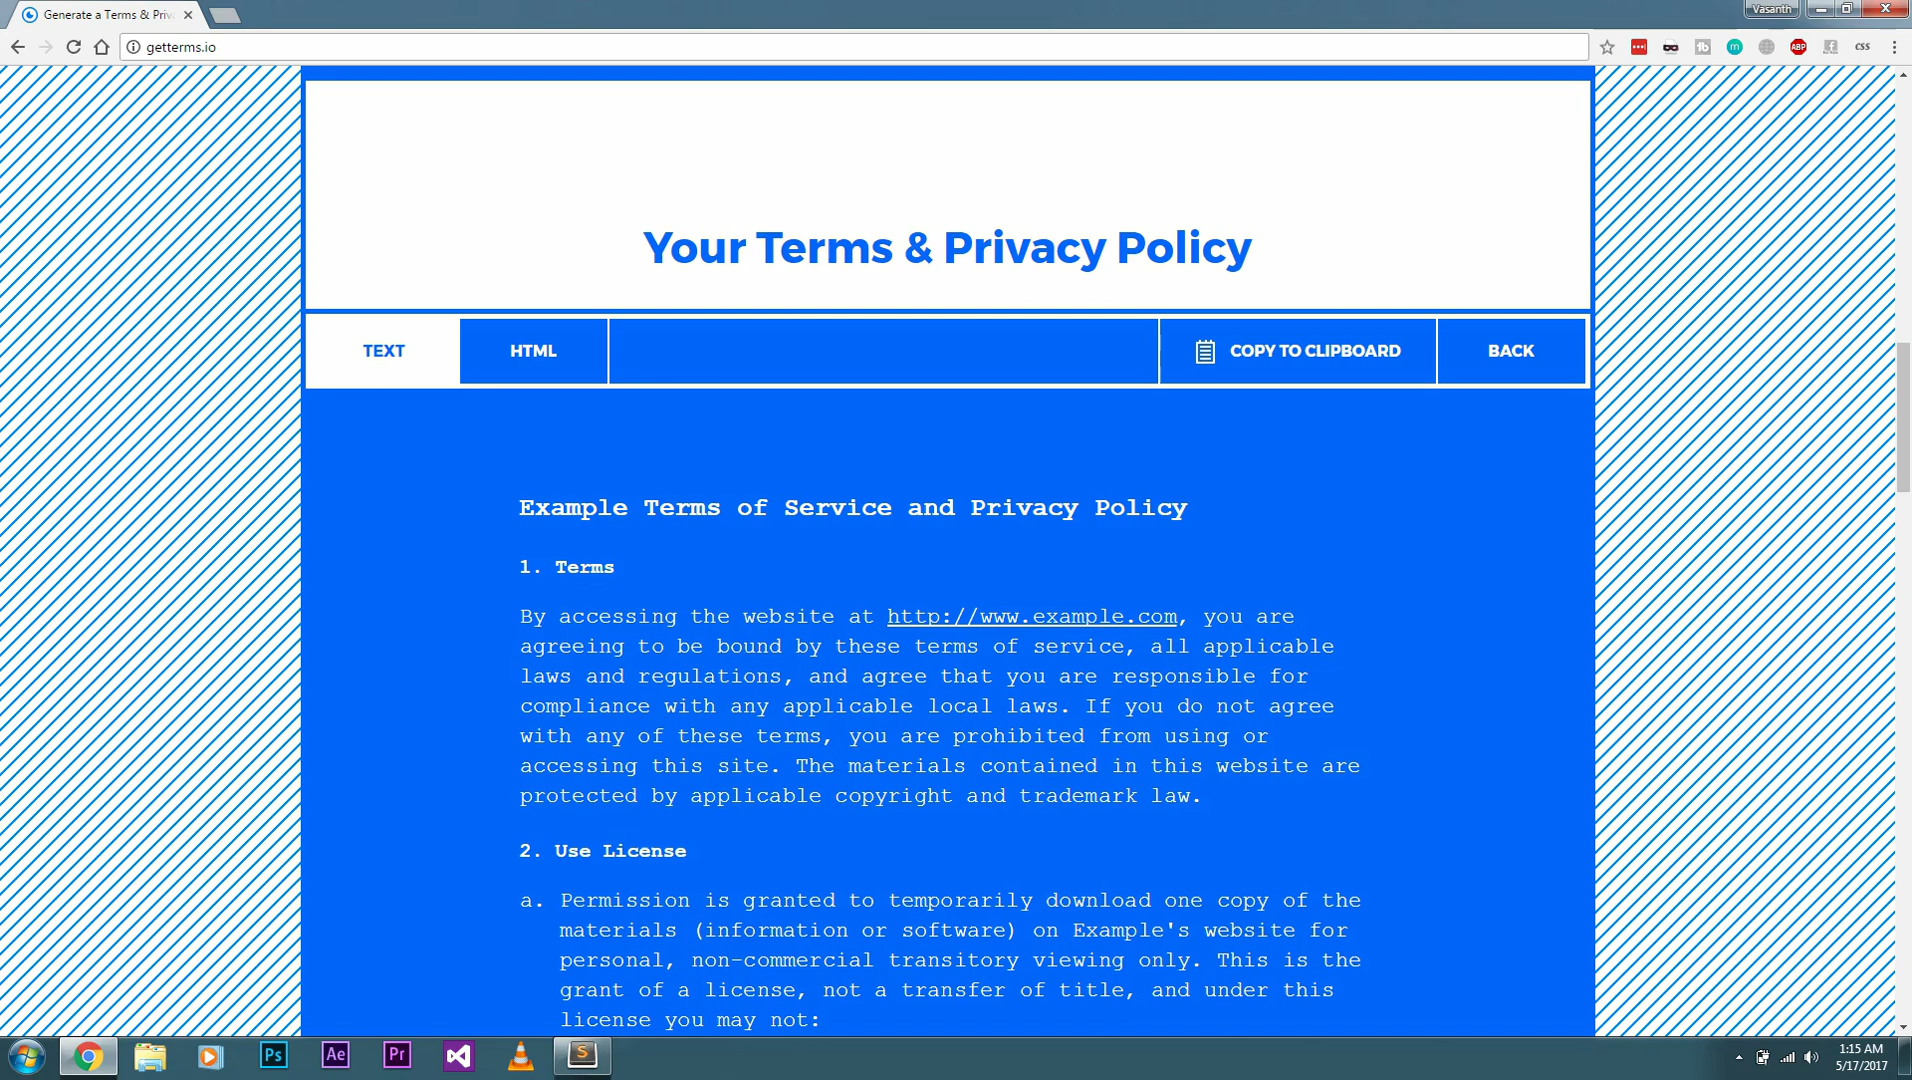 Generate a Terms & Priv
Vasanth
getterms.io
ABP
CSS
Your Terms & Privacy Policy
TEXT
HTML
COPY TO CLIPBOARD
BACK
Example Terms of Service and Privacy Policy
1. Terms
By accessing the website at http://www.example.com, you are
agreeing to be bound by these terms of service, all applicable
laws and regulations, and agree that you are responsible for
compliance with any applicable local laws. If you do not agree
with any of these terms, you are prohibited from using or
accessing this site. The materials contained in this website are
protected by applicable copyright and trademark law.
2. Use License
a. Permission is granted to temporarily download one copy of the
materials (information or software) on Example's website for
personal, non-commercial transitory viewing only. This is the
grant of a license, not a transfer of title, and under this
license you may not:
Ps
Ae
Pr
S
1:15 AM
5/17/2017